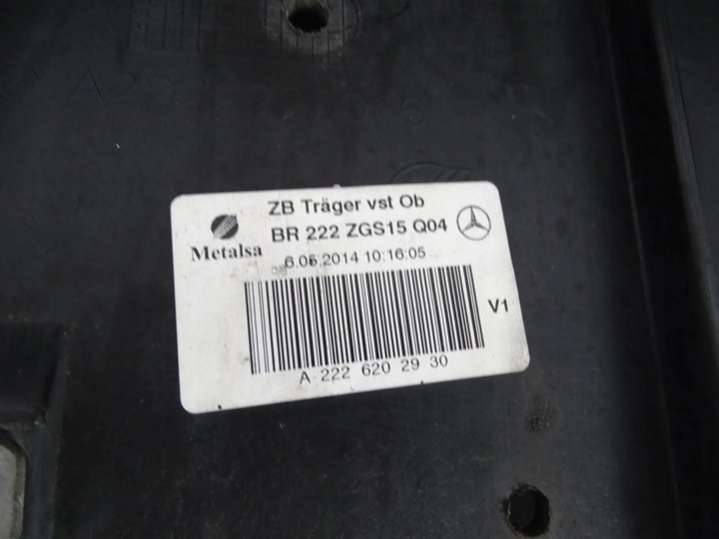 ZB Träger vst Ob
BR 222 ZGS15 Q04
Metalsa
6.05.2014 10:16:05
V1
A 222 620 29 30